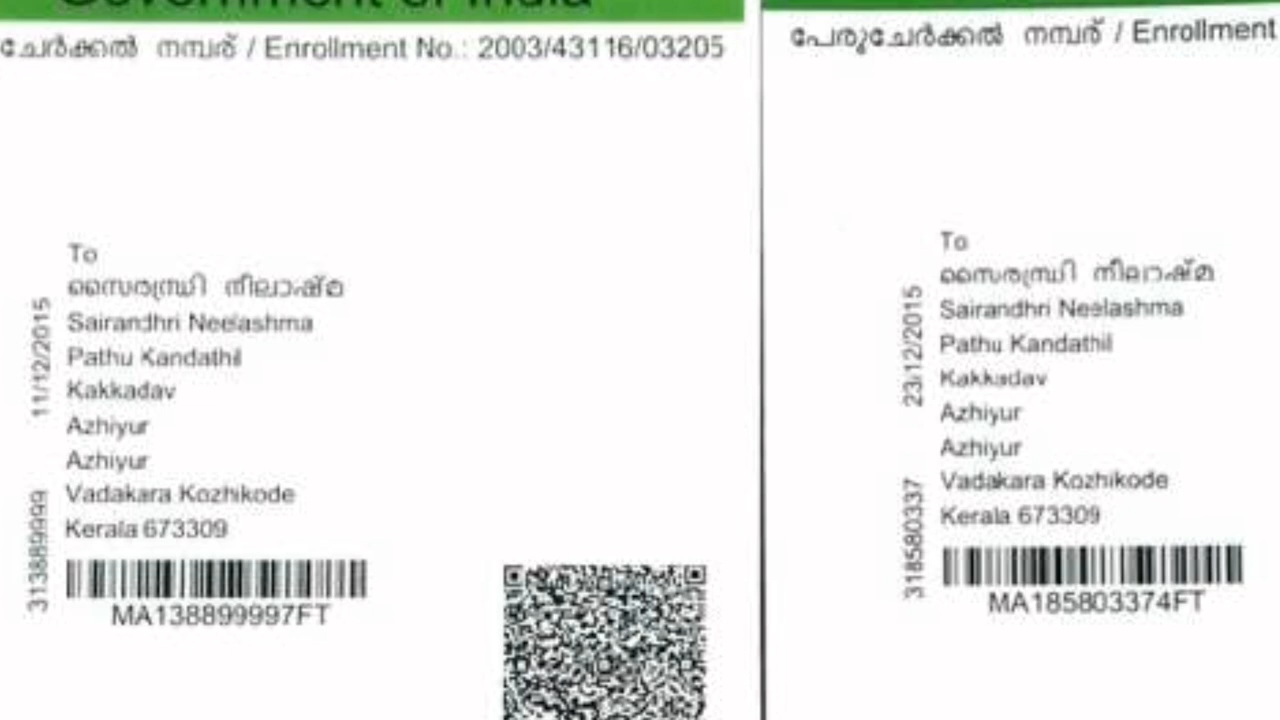 Government of India
ചേർക്കൽ നമ്പര് / Enrollment No.: 2003/43116/03205
To
സൈരന്ധ്രി നീലാഷ്മ
Sairandhri Neelashma
Pathu Kandathil
Kakkadav
Azhiyur
Azhiyur
Vadakara Kozhikode
Kerala 673309
11/12/2015
313889999
MA138899997FT
പേരുചേർക്കൽ നമ്പര് / Enrollment
To
സൈരന്ധ്രി നീലാഷ്മ
Sairandhri Neelashma
Pathu Kandathil
Kakkadav
Azhiyur
Azhiyur
Vadakara Kozhikode
Kerala 673309
23/12/2015
318580337
MA185803374FT